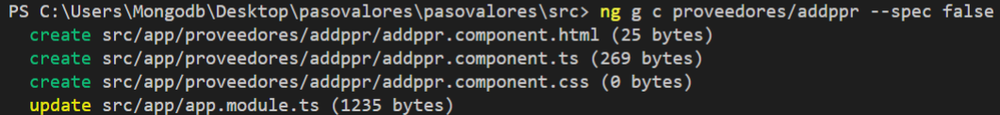 PS C:\Users\Mongodb\Desktop\pasovalores\pasovalores\src> ng g c proveedores/addppr --spec false
create src/app/proveedores/addppr/addppr.component.html (25 bytes)
create src/app/proveedores/addppr/addppr.component.ts (269 bytes)
create src/app/proveedores/addppr/addppr.component.css (0 bytes)
update src/app/app.module.ts (1235 bytes)